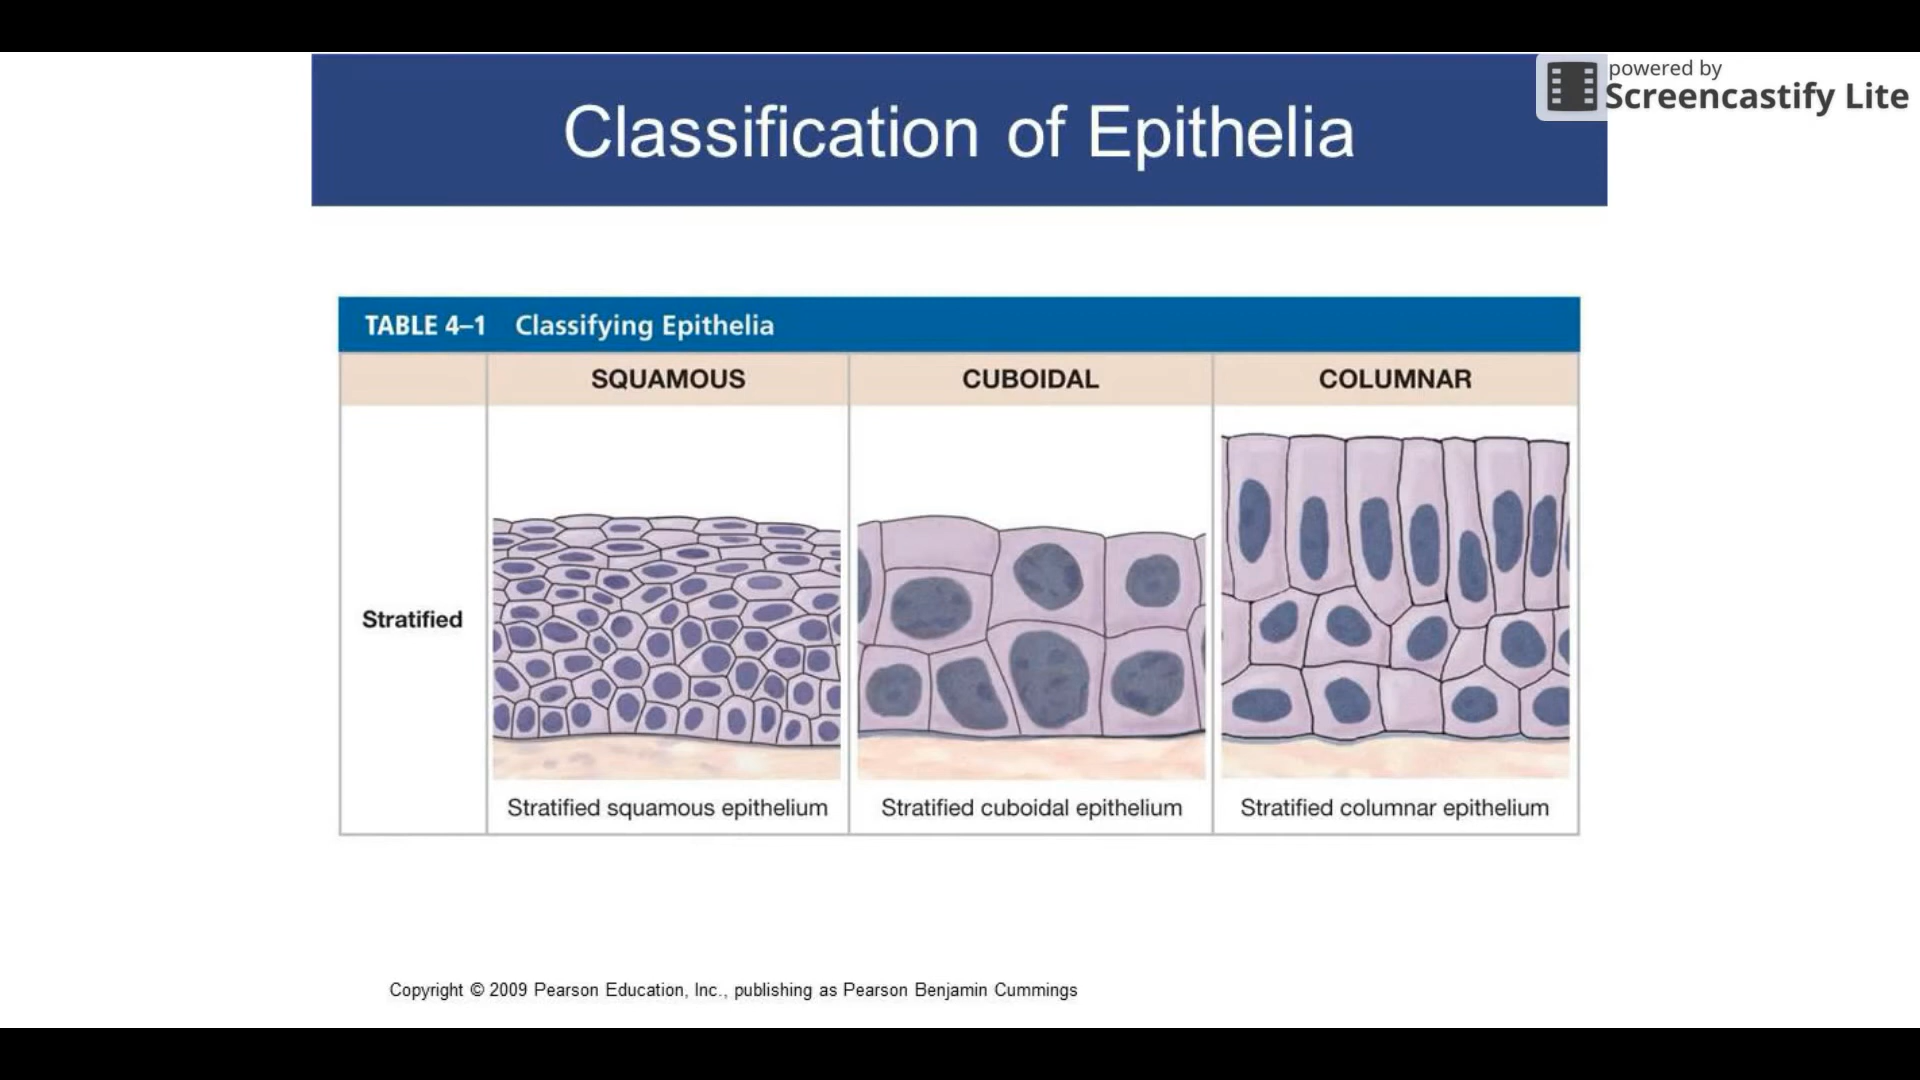 powered by
Screencastify Lite
Classification of Epithelia
TABLE 4–1 Classifying Epithelia
SQUAMOUS CUBOIDAL COLUMNAR
Stratified
Stratified squamous epithelium Stratified cuboidal epithelium Stratified columnar epithelium
Copyright © 2009 Pearson Education, Inc., publishing as Pearson Benjamin Cummings